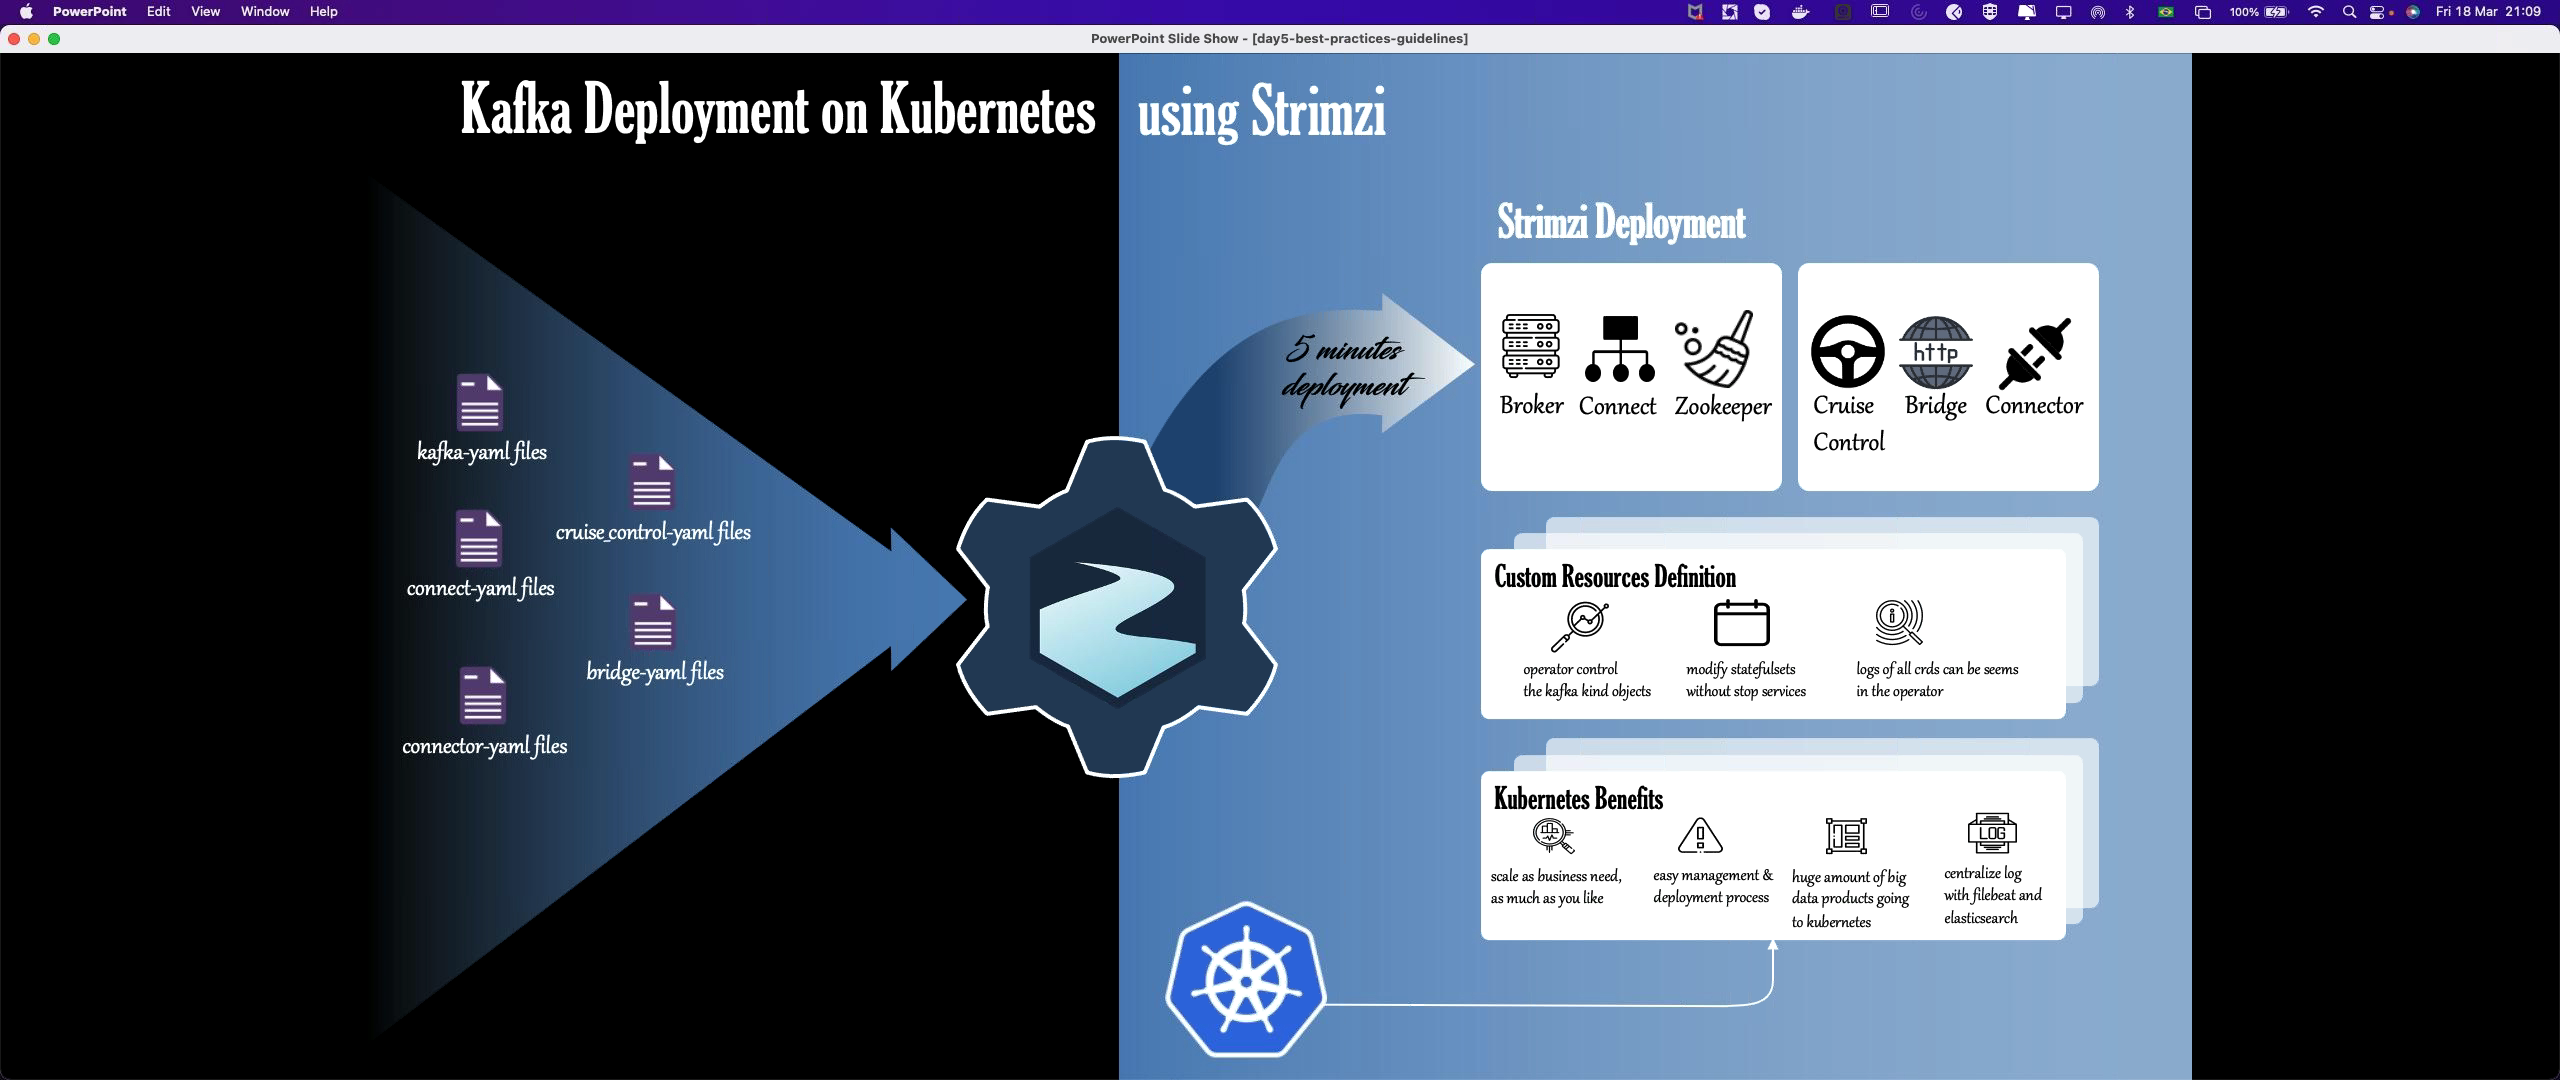 PowerPoint Edit View Window Help
100%
Fri 18 Mar 21:09
PowerPoint Slide Show - [day5-best-practices-guidelines]
Kafka Deployment on Kubernetes using Strimzi
kafka-yaml files
cruise_control-yaml files
connect-yaml files
bridge-yaml files
connector-yaml files
5 minutes
deployment
Strimzi Deployment
Broker
Connect
Zookeeper
Cruise
Control
http
Bridge
Connector
Custom Resources Definition
operator control
the kafka kind objects
modify statefulsets
without stop services
logs of all crds can be seems
in the operator
Kubernetes Benefits
scale as business need,
as much as you like
easy management &
deployment process
huge amount of big
data products going
to kubernetes
LOG
centralize log
with filebeat and
elasticsearch